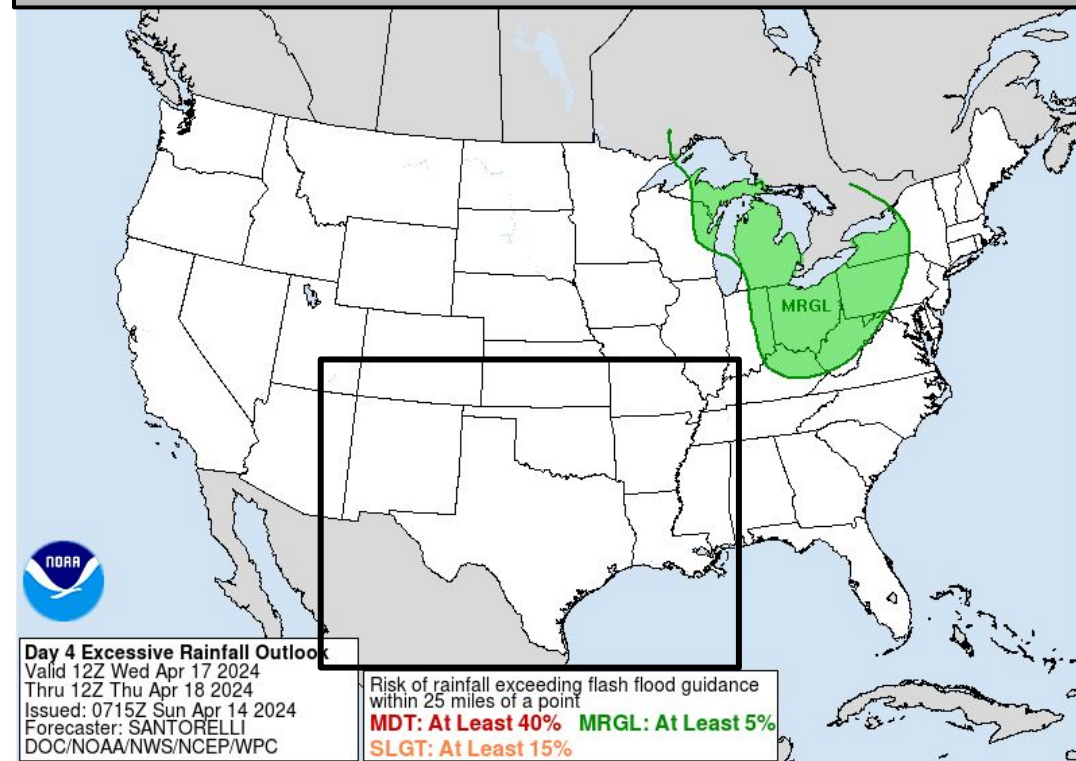 MRGL
NOAA
Day 4 Excessive Rainfall Outlook
Valid 12Z Wed Apr 17 2024
Thru 12Z Thu Apr 18 2024
Issued: 0715Z Sun Apr 14 2024
Forecaster: SANTORELLI
DOC/NOAA/NWS/NCEP/WPC
Risk of rainfall exceeding flash flood guidance
within 25 miles of a point
MDT: At Least 40% MRGL: At Least 5%
SLGT: At Least 15%